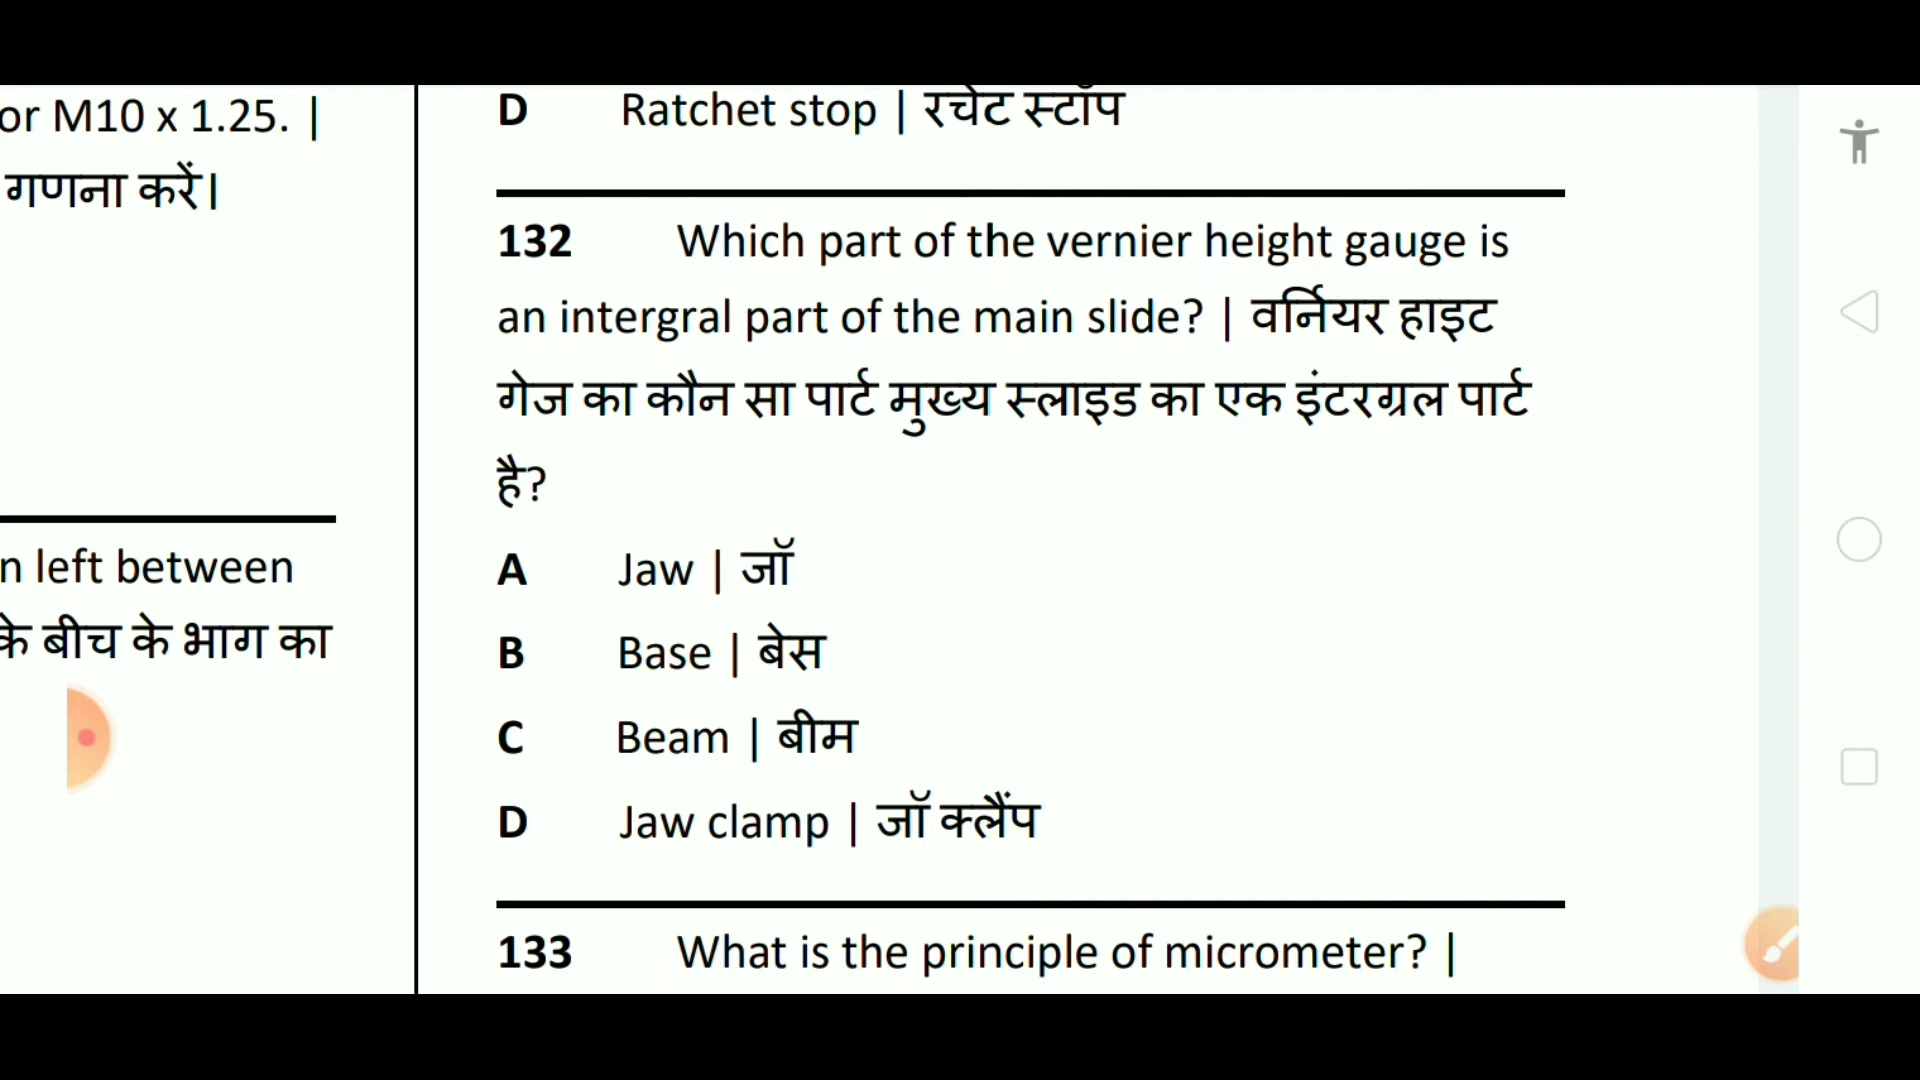 or M10 x 1.25. |
गणना करें।
n left between
के बीच के भाग का
D Ratchet stop | रचेट स्टॉप
132 Which part of the vernier height gauge is
an intergral part of the main slide? | वर्नियर हाइट
गेज का कौन सा पार्ट मुख्य स्लाइड का एक इंटरग्रल पार्ट
है?
A Jaw | जॉ
B Base | बेस
C Beam | बीम
D Jaw clamp | जॉ क्लैंप
133 What is the principle of micrometer? |